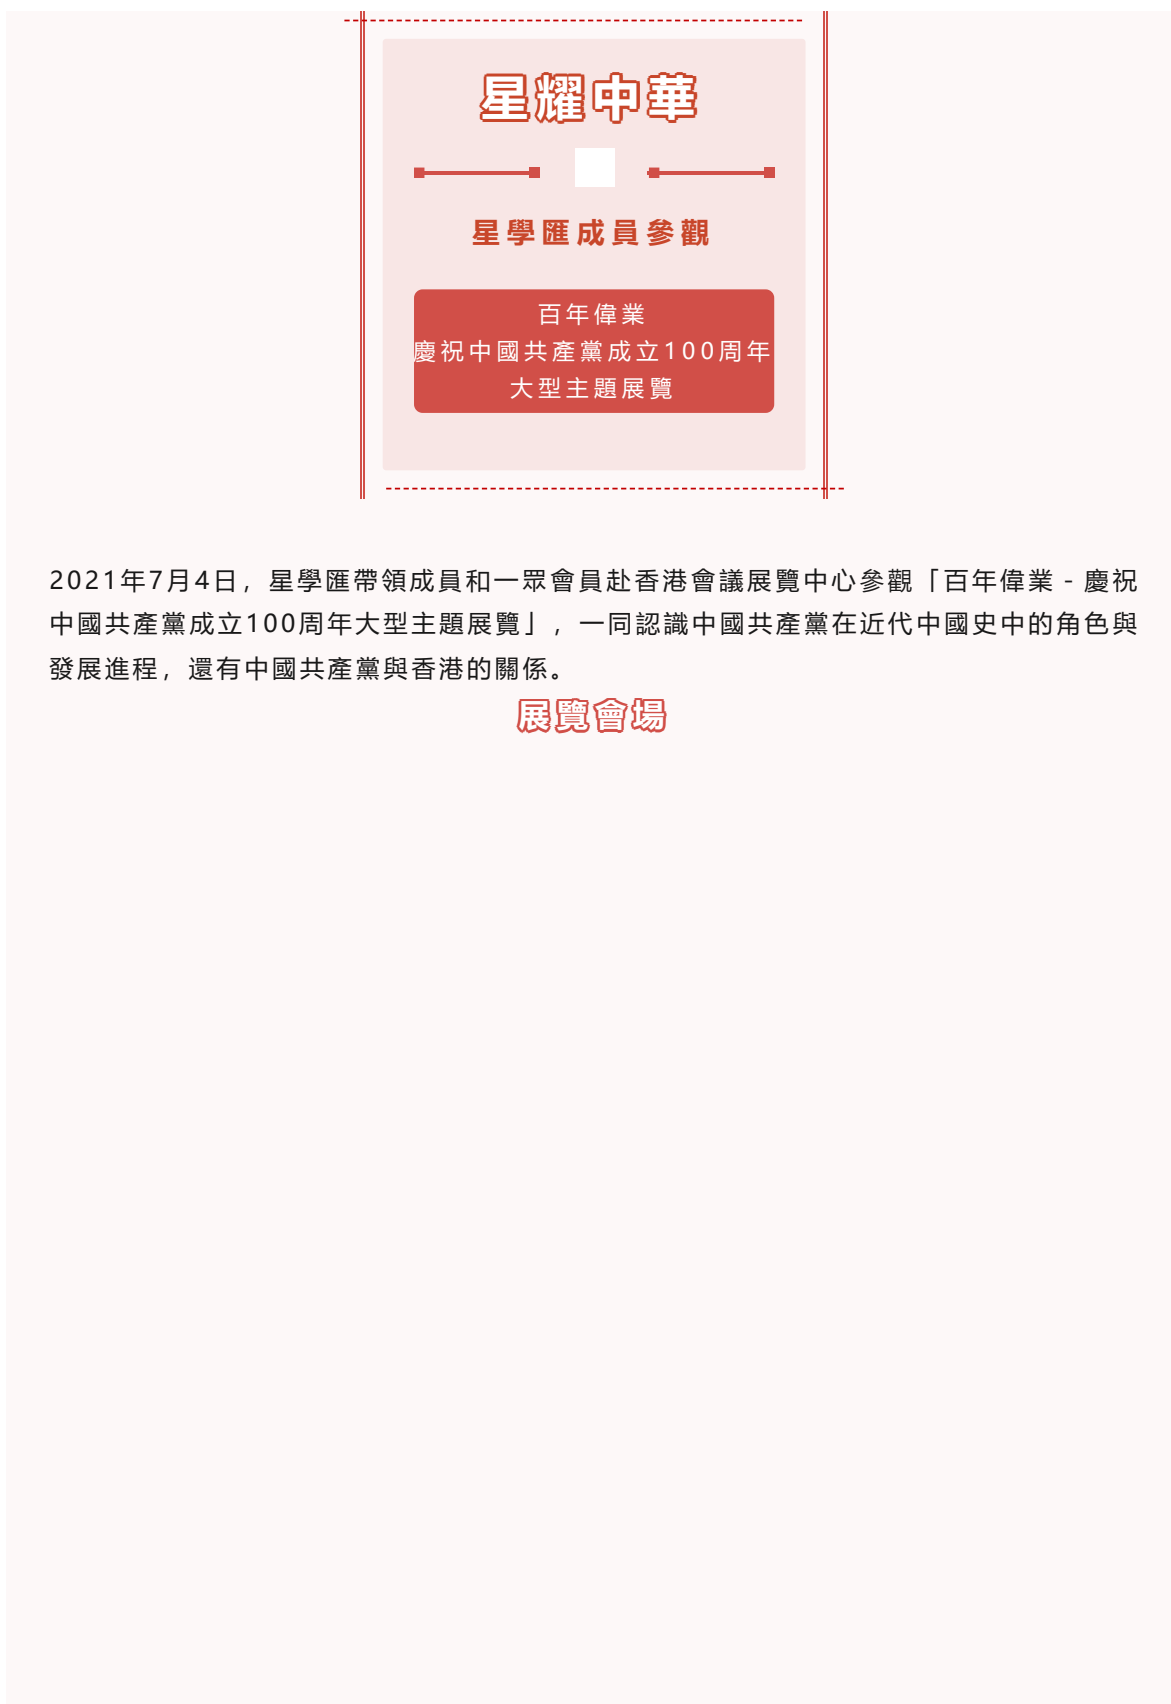 星耀中華
星學匯成員參觀
百年偉業
慶祝中國共產黨成立100周年
大型主題展覽
2021年7月4日，星學匯帶領成員和一眾會員赴香港會議展覽中心參觀「百年偉業 - 慶祝
中國共產黨成立100周年大型主題展覽」，一同認識中國共產黨在近代中國史中的角色與
發展進程，還有中國共產黨與香港的關係。
展覽會場